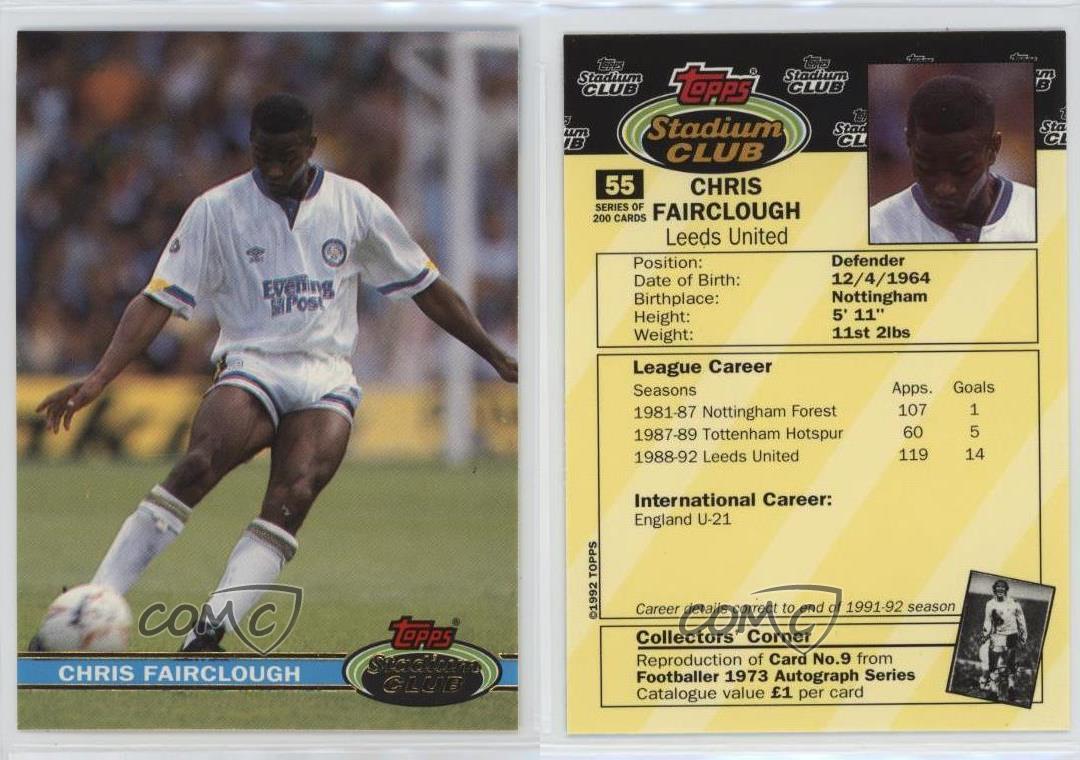 Evening
Post
COMC
CHRIS FAIRCLOUGH
Topps®
Stadium
CLUB
Topps
Stadium
CLUB
Topps
Stadium
CLUB
Topps®
Stadium
CLUB
55
SERIES OF
200 CARDS
CHRIS
FAIRCLOUGH
Leeds United
Position: Defender
Date of Birth: 12/4/1964
Birthplace: Nottingham
Height: 5' 11"
Weight: 11st 2lbs
League Career
Seasons Apps. Goals
1981-87 Nottingham Forest 107 1
1987-89 Tottenham Hotspur 60 5
1988-92 Leeds United 119 14
International Career:
England U-21
©1992 TOPPS
Career details correct to end of 1991-92 season
COMC
Collectors' Corner
Reproduction of Card No.9 from
Footballer 1973 Autograph Series
Catalogue value £1 per card